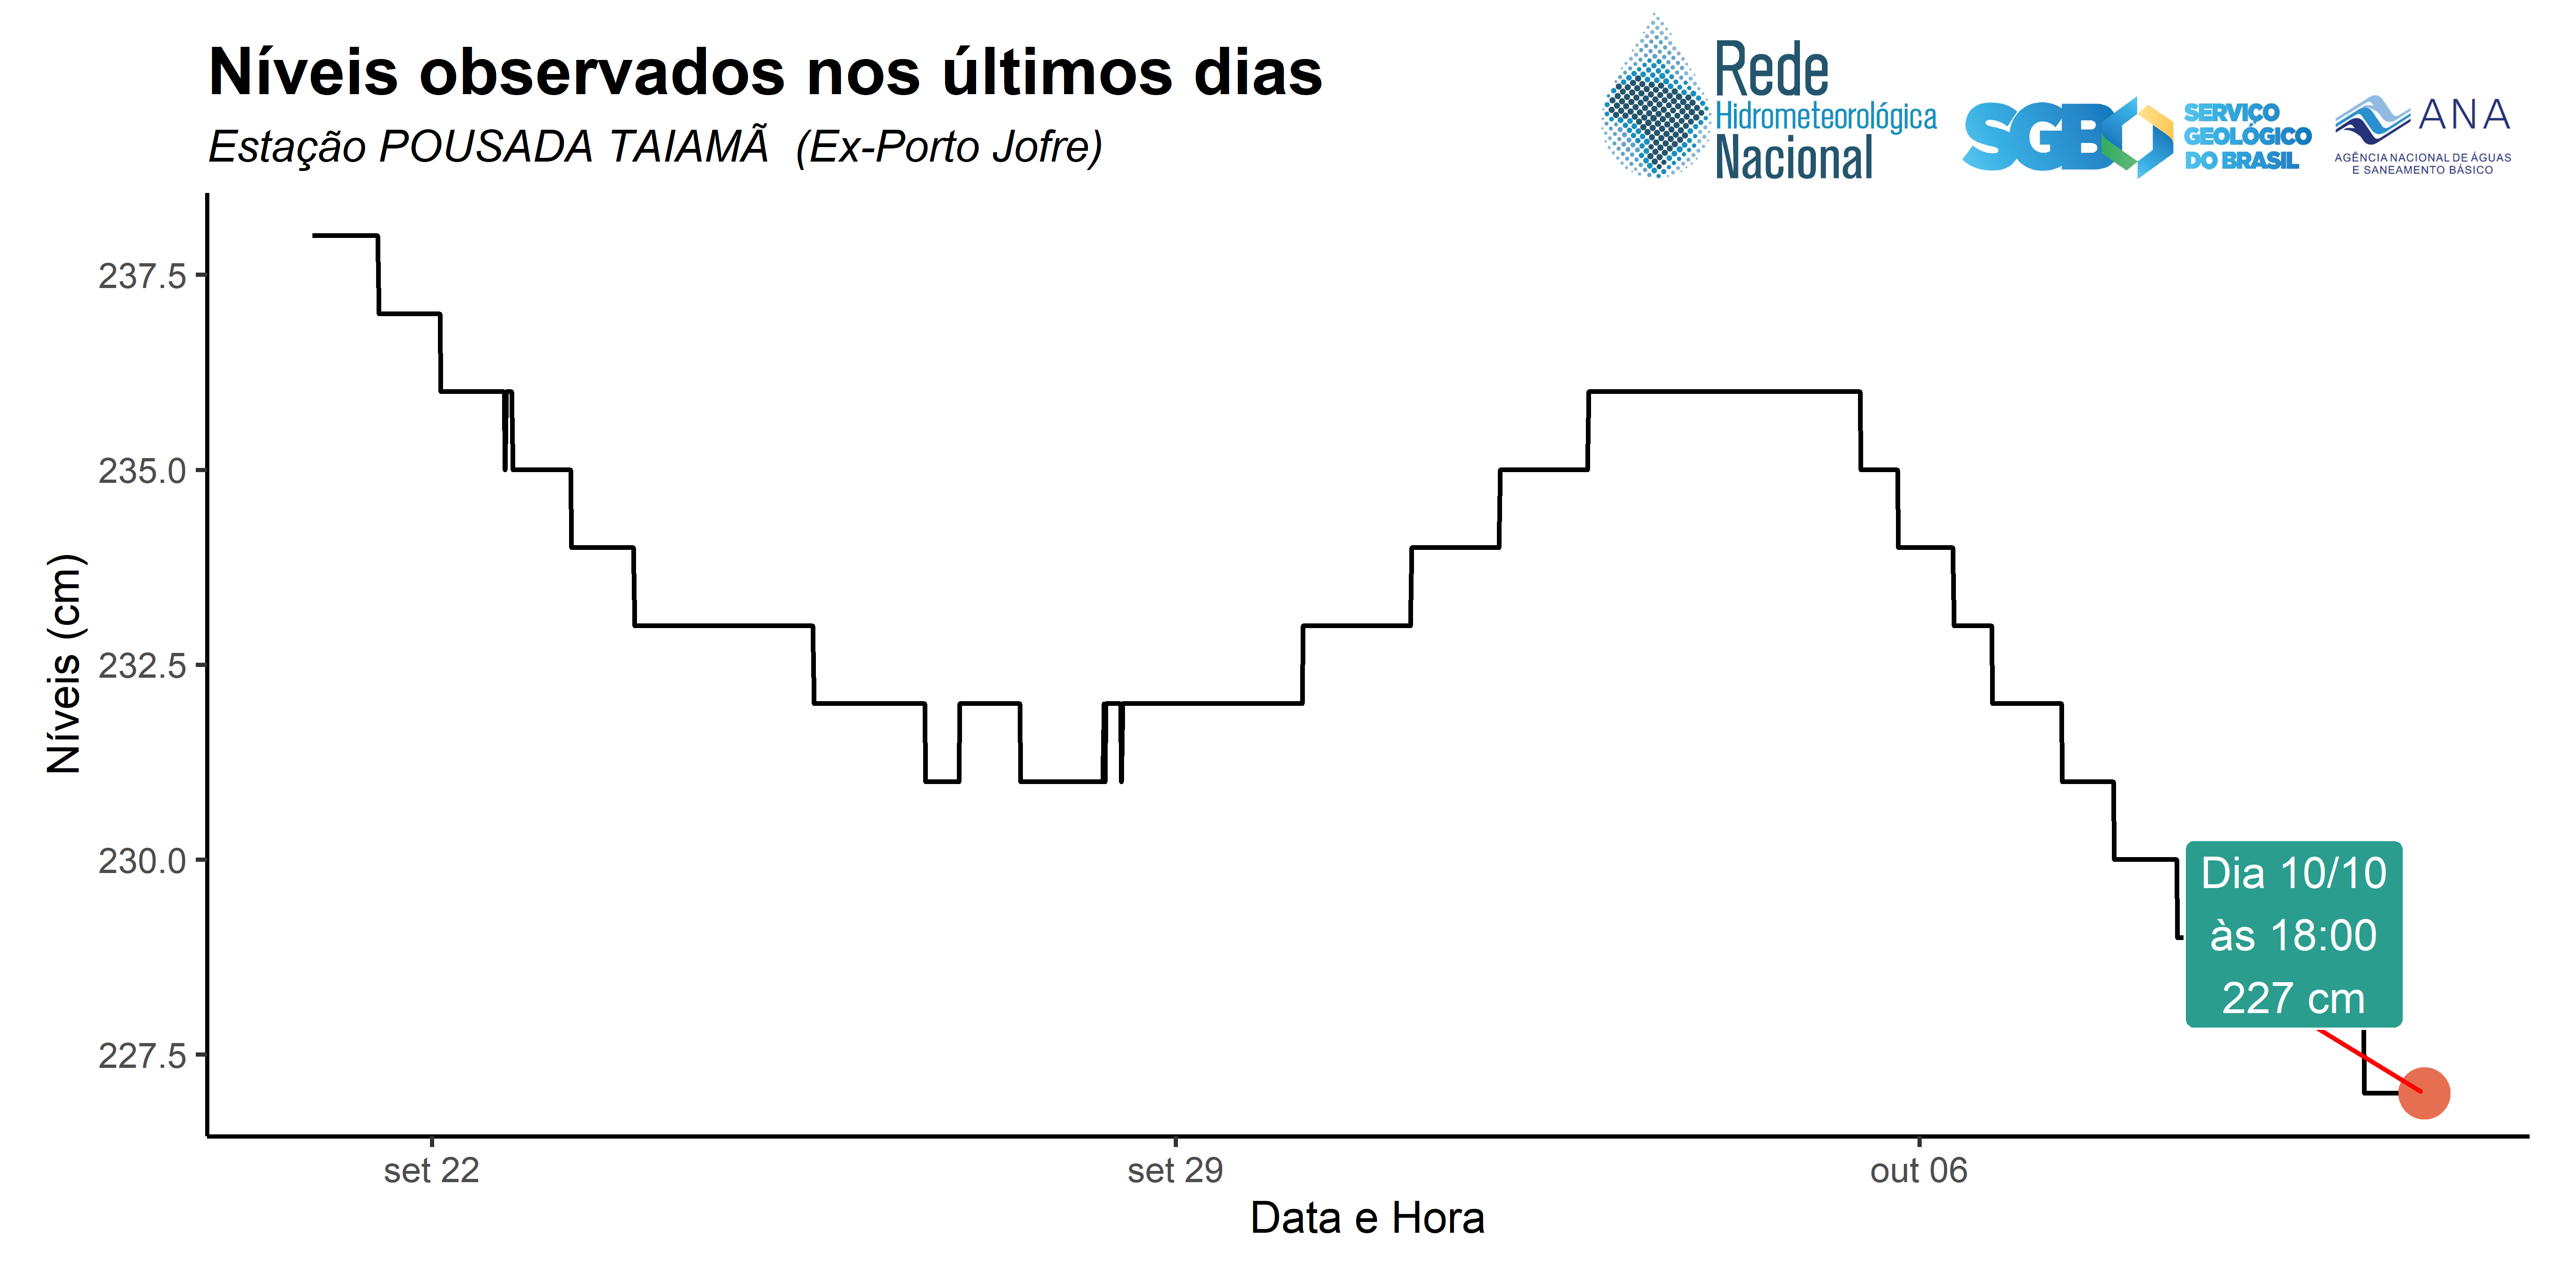 Níveis observados nos últimos dias
Estação POUSADA TAIAMÃ  (Ex-Porto Jofre)
Rede
Hidrometeorológica
Nacional
SGB
SERVIÇO
GEOLÓGICO
DO BRASIL
ANA
AGÊNCIA NACIONAL DE ÁGUAS
E SANEAMENTO BÁSICO
Níveis (cm)
237.5
235.0
232.5
230.0
227.5
Dia 10/10
às 18:00
227 cm
set 22
set 29
out 06
Data e Hora